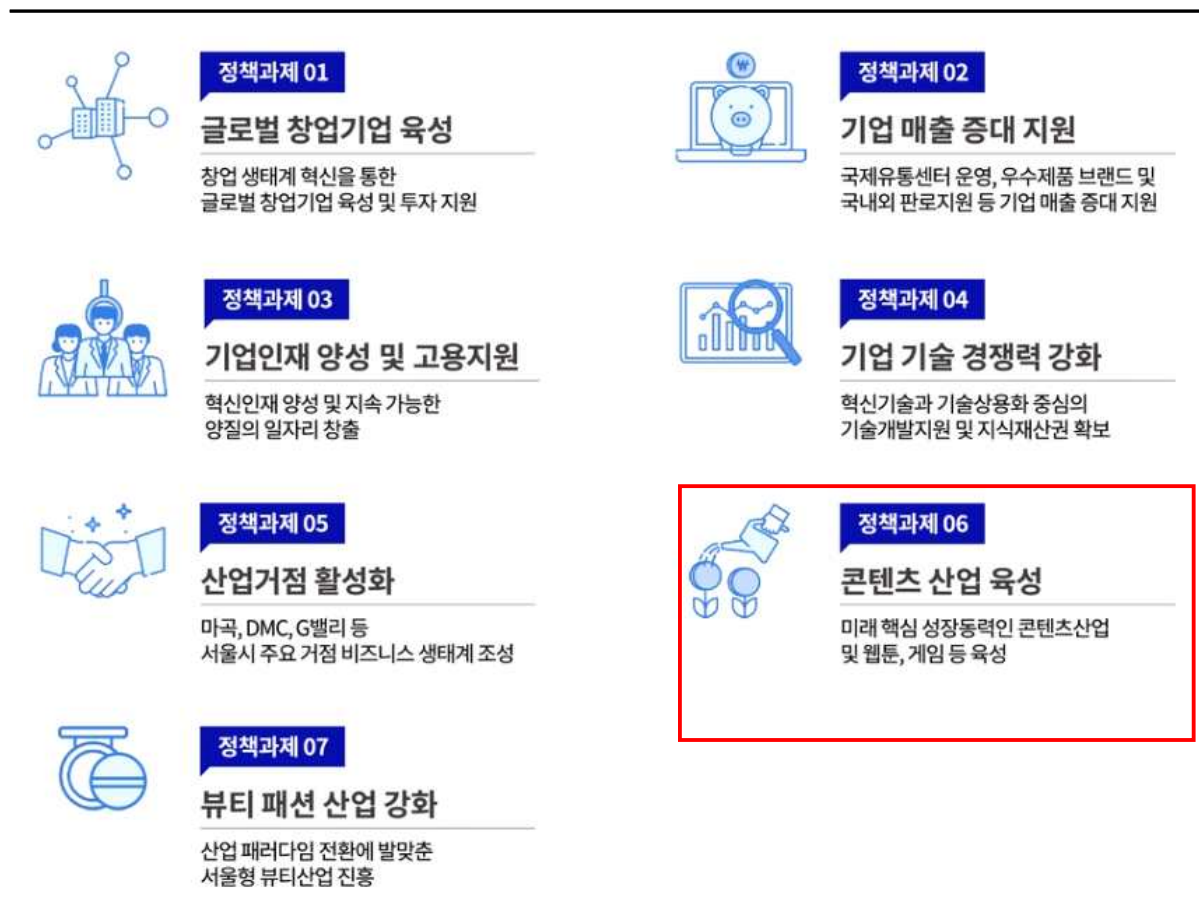 정책과제 01
글로벌 창업기업 육성
창업 생태계 혁신을 통한
글로벌 창업기업 육성 및 투자 지원
정책과제 02
기업 매출 증대 지원
국제유통센터 운영, 우수제품 브랜드 및
국내외 판로지원 등 기업 매출 증대 지원
정책과제 03
기업인재 양성 및 고용지원
혁신인재 양성 및 지속 가능한
양질의 일자리 창출
정책과제 04
기업 기술 경쟁력 강화
혁신기술과 기술상용화 중심의
기술개발지원 및 지식재산권 확보
정책과제 05
산업거점 활성화
마곡, DMC, G밸리 등
서울시 주요 거점 비즈니스 생태계 조성
정책과제 06
콘텐츠 산업 육성
미래 핵심 성장동력인 콘텐츠산업
및 웹툰, 게임 등 육성
정책과제 07
뷰티 패션 산업 강화
산업 패러다임 전환에 발맞춘
서울형 뷰티산업 진흥